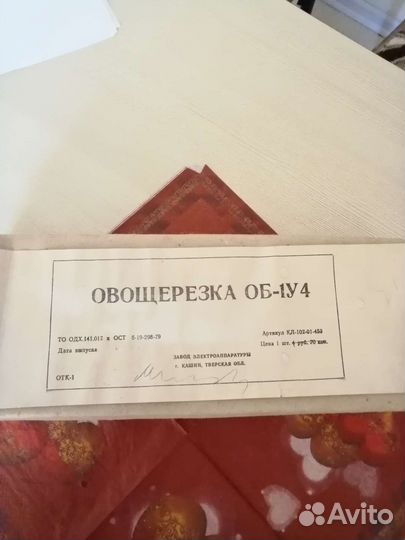 ОВОЩЕРЕЗКА ОБ-1У4
ТО ОДХ.141.012 и ОСТ 5-19-298-79 Артикул КЛ-102-01-453
Дата выпуска Цена 1 шт. 4 руб. 70 коп.
ЗАВОД ЭЛЕКТРОАППАРАТУРЫ
г. КАШИН, ТВЕРСКАЯ ОБЛ.
ОТК-1
Avito